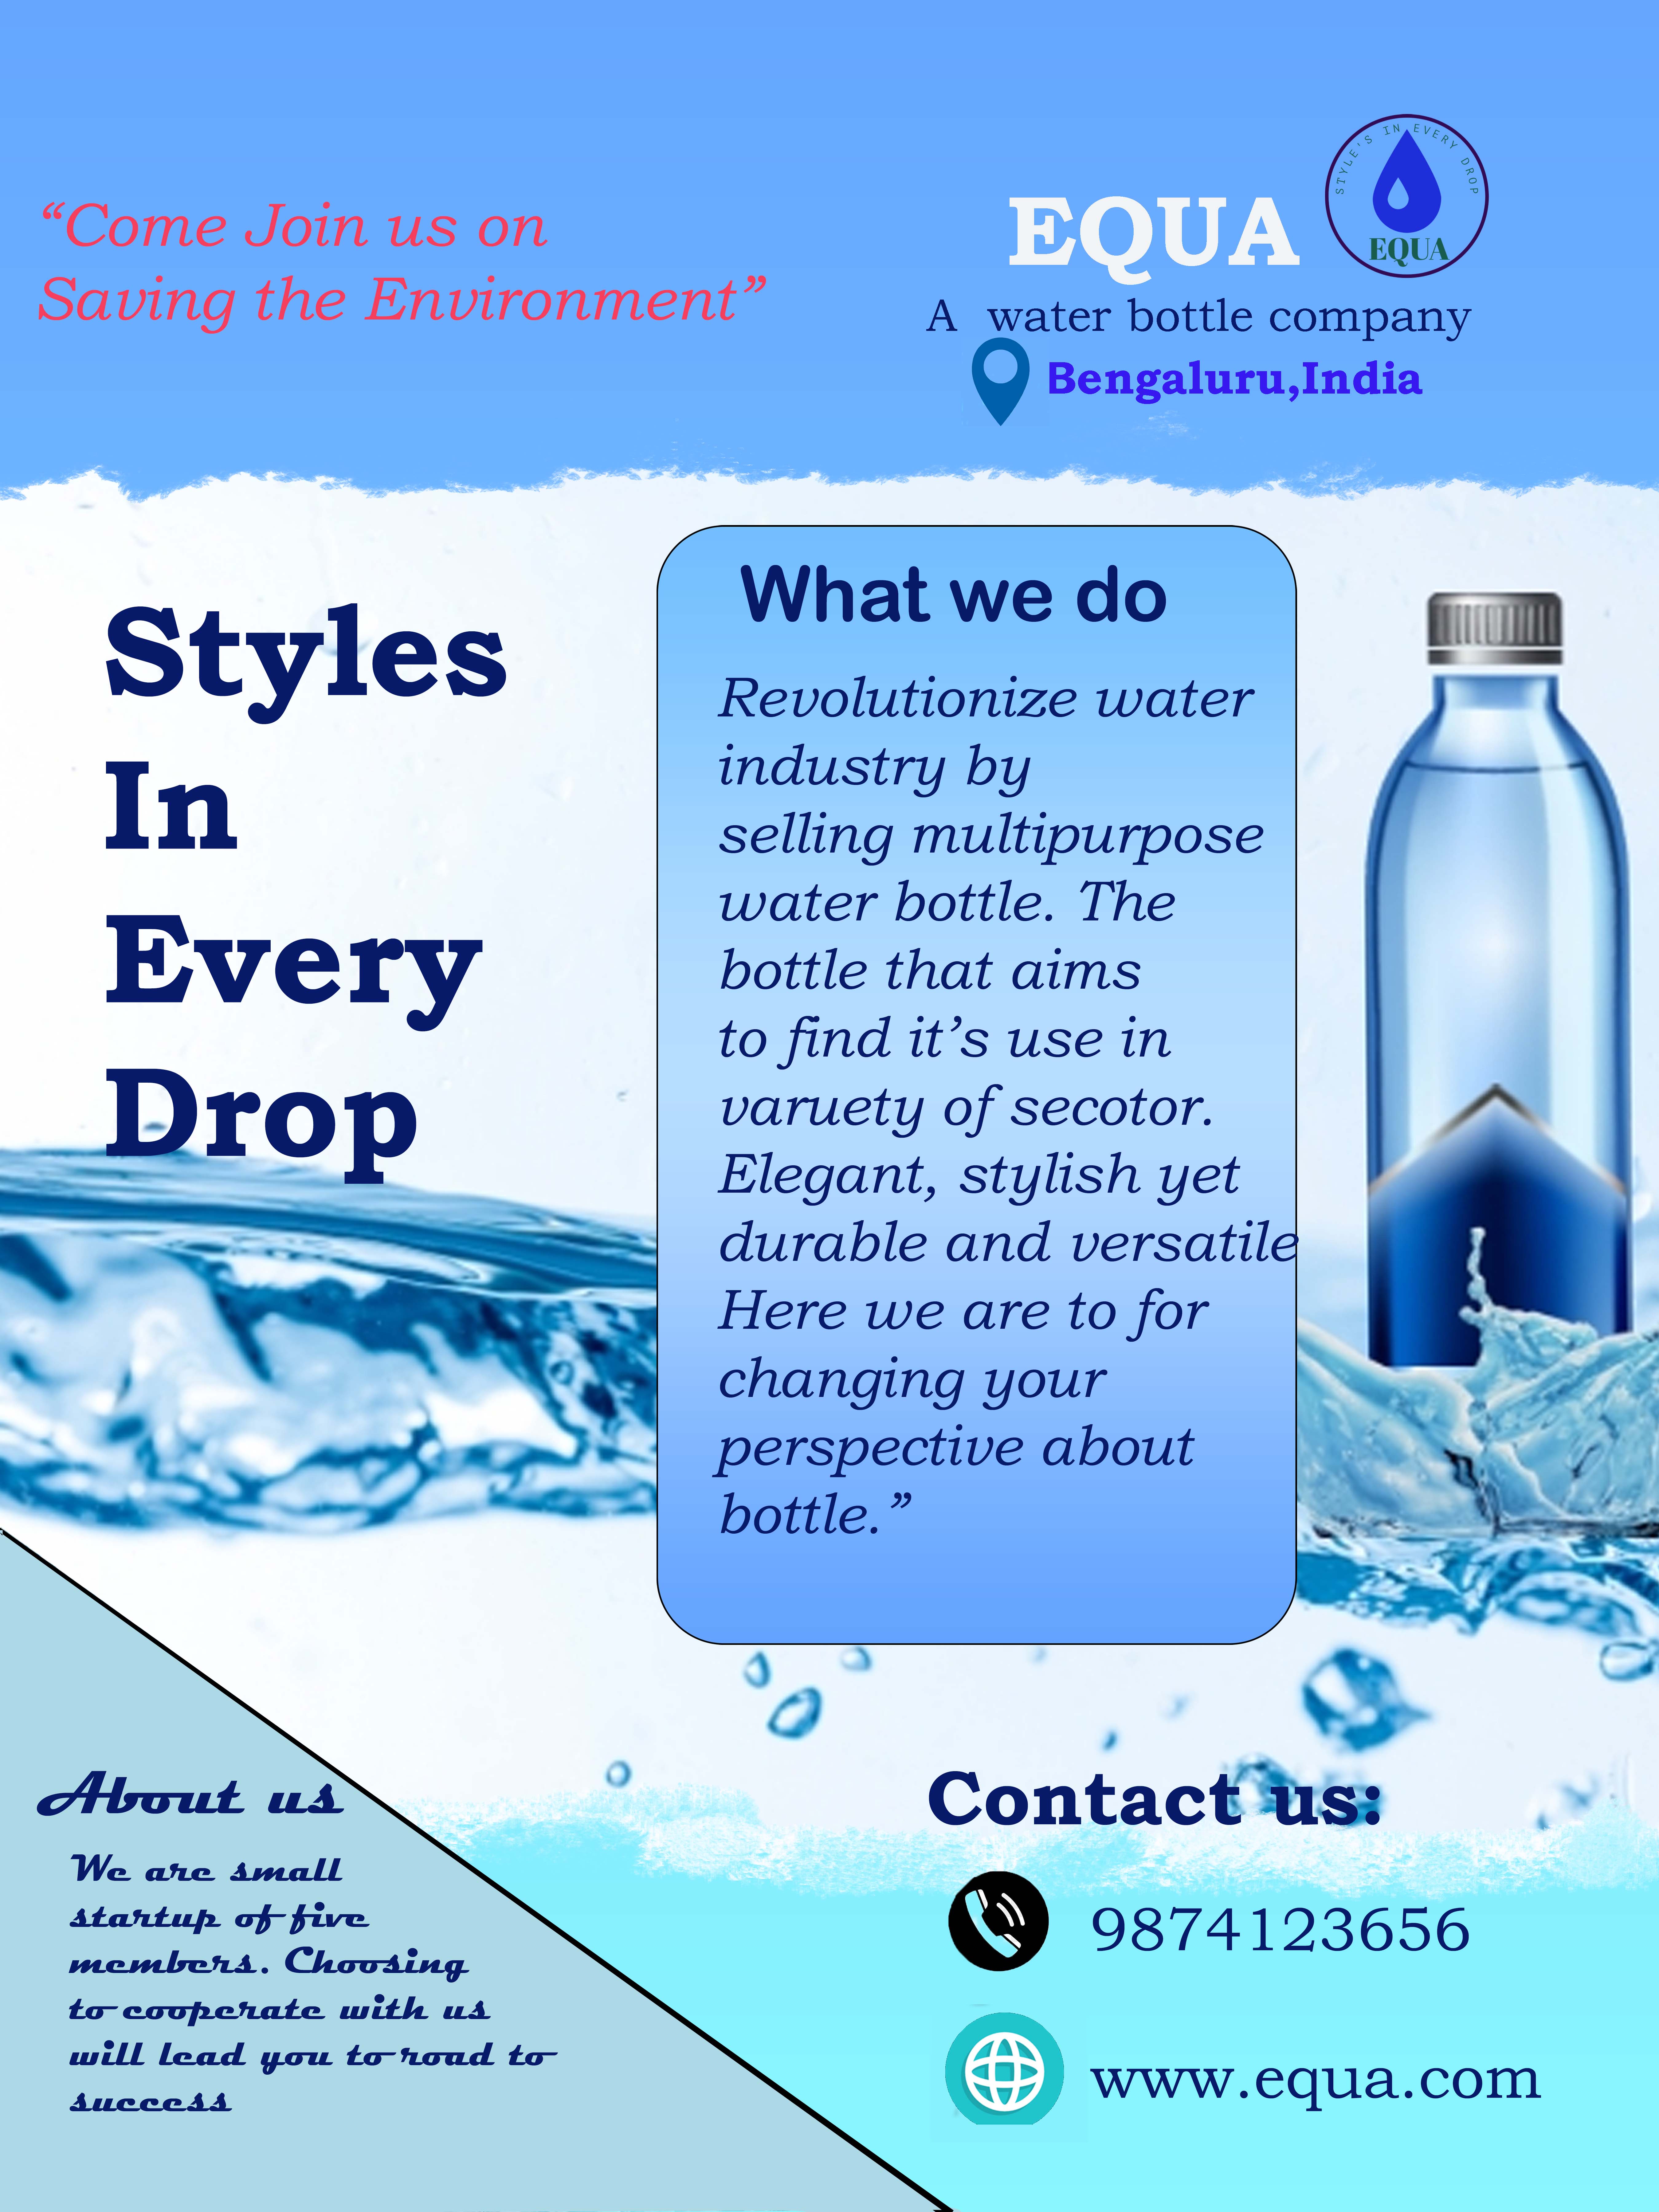 “Come Join us on
Saving the Environment”
EQUA
STYLE'S IN EVERY DROP
EQUA
A water bottle company
Bengaluru,India
Styles
In
Every
Drop
What we do
Revolutionize water
industry by
selling multipurpose
water bottle. The
bottle that aims
to find it’s use in
varuety of secotor.
Elegant, stylish yet
durable and versatile
Here we are to for
changing your
perspective about
bottle.”
About us
We are small
startup of five
members. Choosing
to cooperate with us
will lead you to road to
success
Contact us:
9874123656
www.equa.com